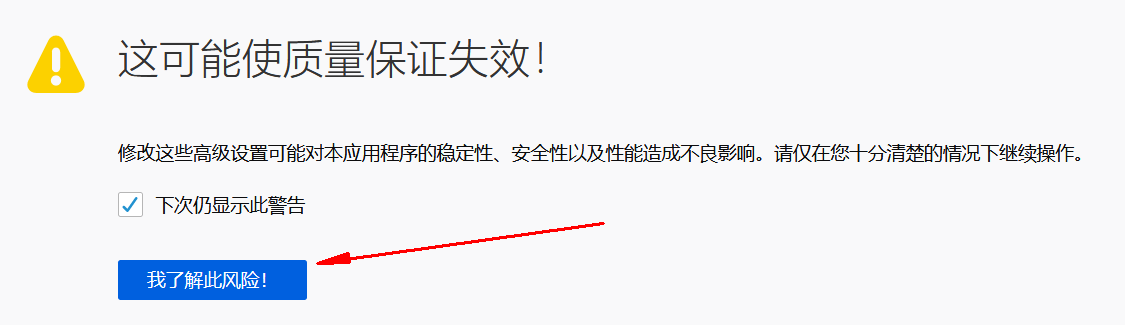 这可能使质量保证失效！
修改这些高级设置可能对本应用程序的稳定性、安全性以及性能造成不良影响。请仅在您十分清楚的情况下继续操作。
下次仍显示此警告
我了解此风险！